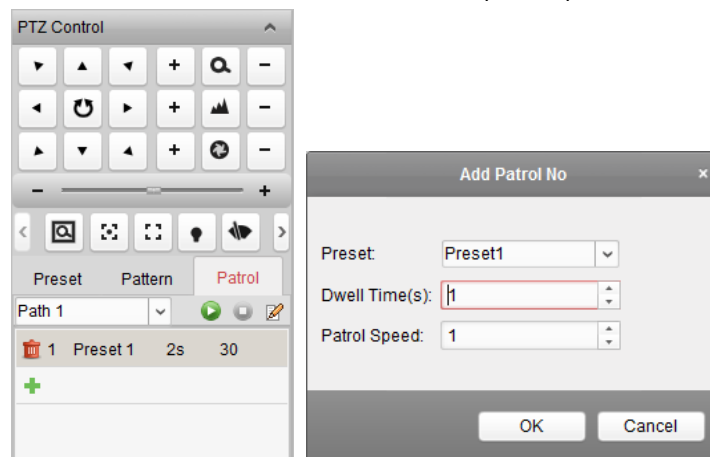 PTZ Control
Preset Pattern Patrol
Path 1
1 Preset 1 2s 30
Add Patrol No
Preset: Preset1
Dwell Time(s): 1
Patrol Speed: 1
OK Cancel